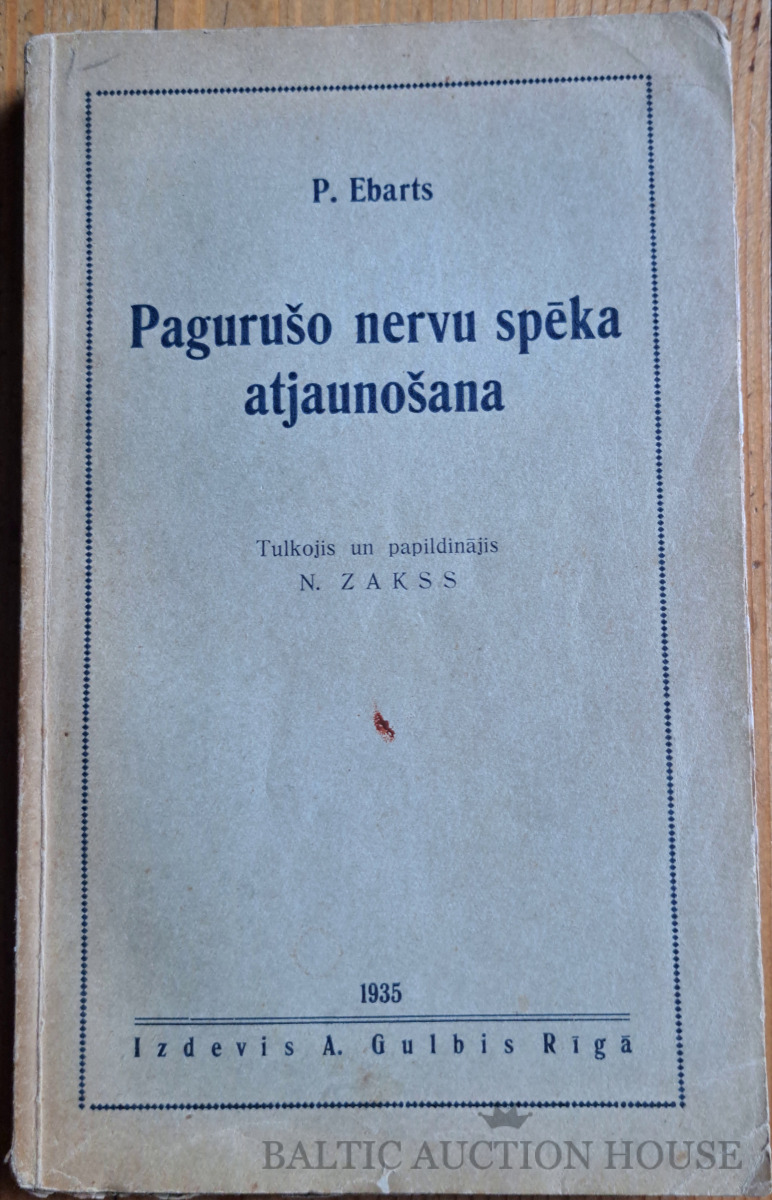 P. Ebarts
Pagurušo nervu spēka
atjaunošana
Tulkojis un papildinājis
N. ZAKSS
1935
Izdevis A. Gulbis Rīgā
BALTIC AUCTION HOUSE